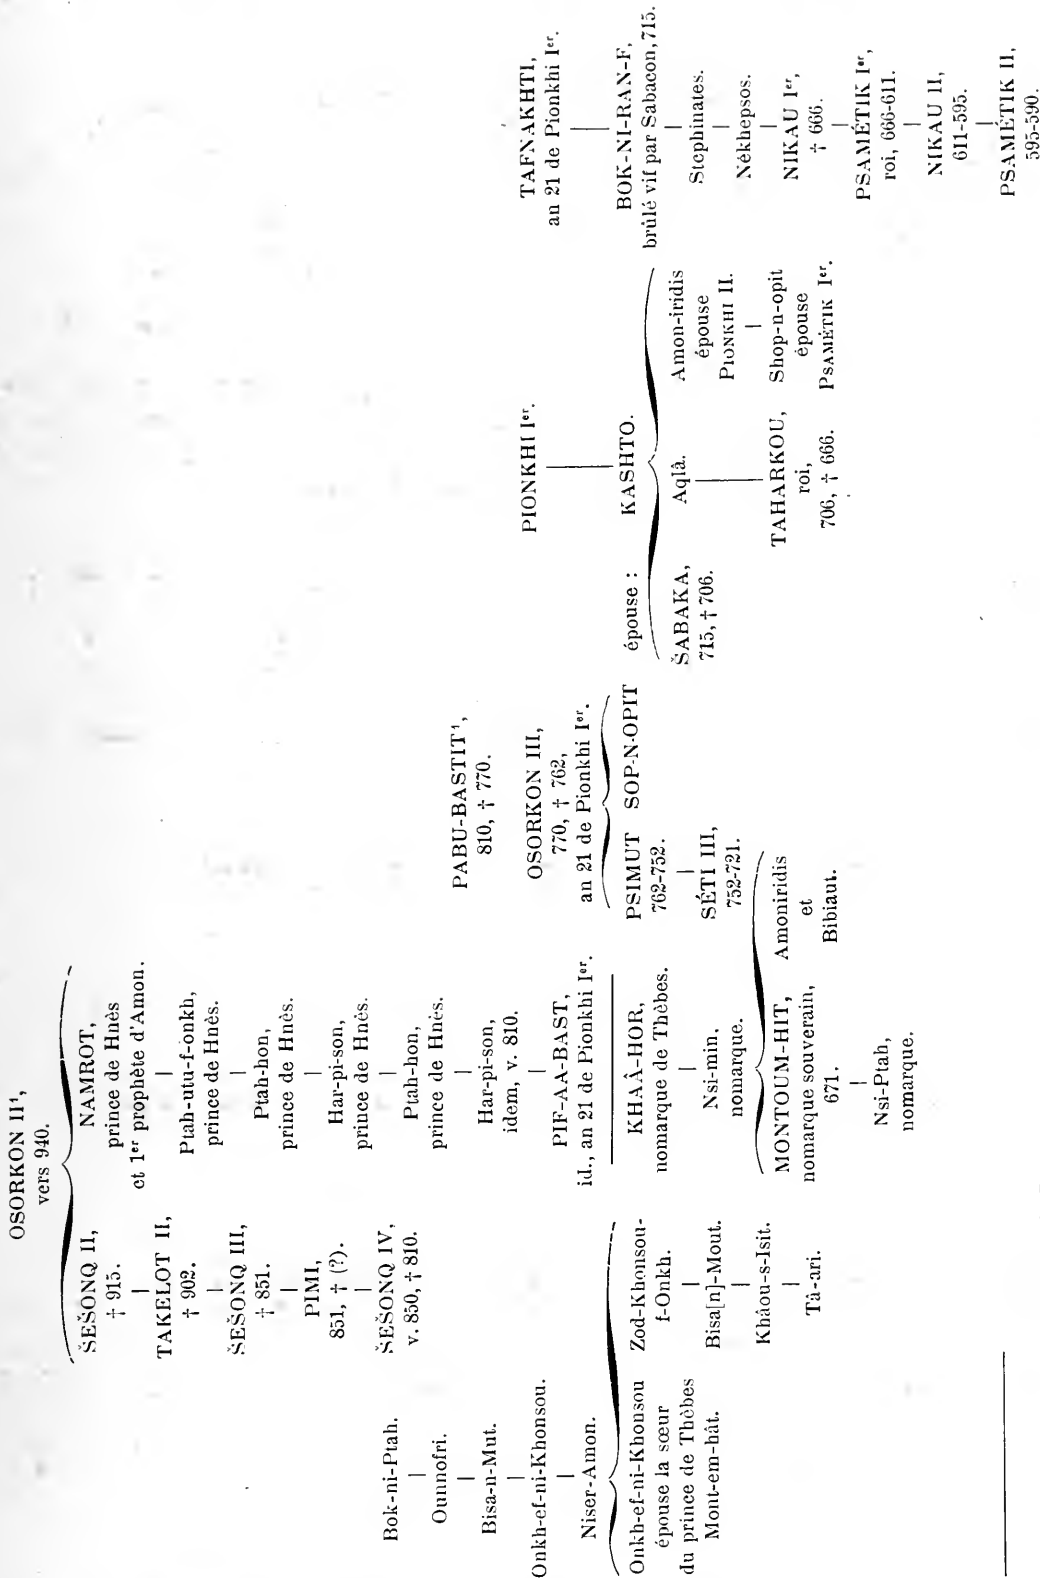 OSORKON II¹,
vers 940.
ŠEŠONQ II,
† 915.
TAKELOT II,
† 902.
ŠEŠONQ III,
† 851.
PIMI,
851, † (?).
ŠEŠONQ IV,
v. 850, † 810.
NAMROT,
prince de Hnès
et 1er prophète d'Amon.
Ptah-utu-f-onkh,
prince de Hnès.
Ptah-hon,
prince de Hnès.
Har-pi-son,
prince de Hnès.
Ptah-hon,
prince de Hnès.
Har-pi-son,
idem, v. 810.
PIF-AA-BAST,
id., an 21 de Pionkhi Ier.
Bok-ni-Ptah.
Ounnofri.
Bisa-n-Mut.
Onkh-ef-ni-Khonsou.
Niser-Amon.
Onkh-ef-ni-Khonsou
épouse la sœur
du prince de Thèbes
Mont-em-hât.
Zod-Khonsou-
f-Onkh.
Bisa[n]-Mout.
Khâou-s-Isit.
Tà-ari.
KHAÂ-HOR,
nomarque de Thèbes.
Nsi-min.
nomarque.
MONTOUM-HIT,
nomarque souverain,
671.
Nsi-Ptah,
nomarque.
Amoniridis
et
Bibiaut.
PABU-BASTIT¹,
810, † 770.
OSORKON III,
770, † 762,
an 21 de Pionkhi Ier.
PSIMUT
762-752.
SÉTI III,
752-721.
SOP-N-OPIT
épouse :
PIONKHI Ier.
KASHTO.
ŠABAKA,
715, † 706.
Aqlâ.
TAHARKOU,
roi,
706, † 666.
Amon-iridis
épouse
PIONKHI II.
Shop-n-opit
épouse
PSAMÉTIK Ier.
TAFNAKHTI,
an 21 de Pionkhi Ier.
BOK-NI-RAN-F,
brûlé vif par Sabacon, 715.
Stephinates.
Nékhepsos.
NIKAU Ier,
† 666.
PSAMÉTIK Ier,
roi, 666-611.
NIKAU II,
611-595.
PSAMÉTIK II,
595-590.